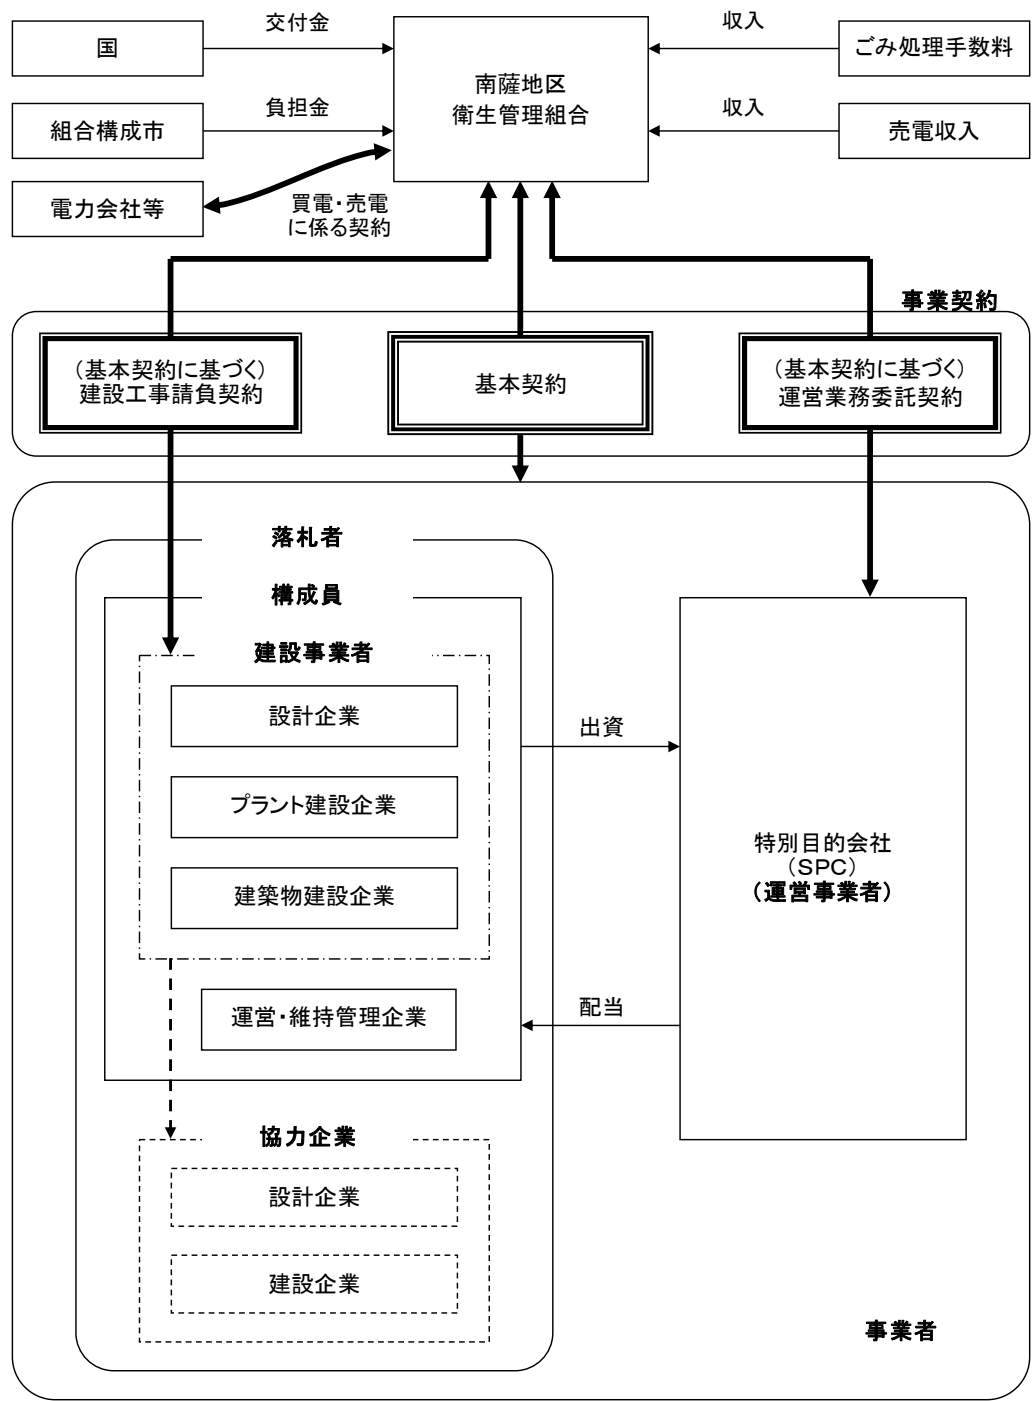 国
交付金
南薩地区
衛生管理組合
収入
ごみ処理手数料
組合構成市
負担金
収入
売電収入
電力会社等
買電・売電
に係る契約
事業契約
（基本契約に基づく）
建設工事請負契約
基本契約
（基本契約に基づく）
運営業務委託契約
落札者
構成員
建設事業者
設計企業
出資
プラント建設企業
特別目的会社
（SPC）
（運営事業者）
建築物建設企業
運営・維持管理企業
配当
協力企業
設計企業
建設企業
事業者